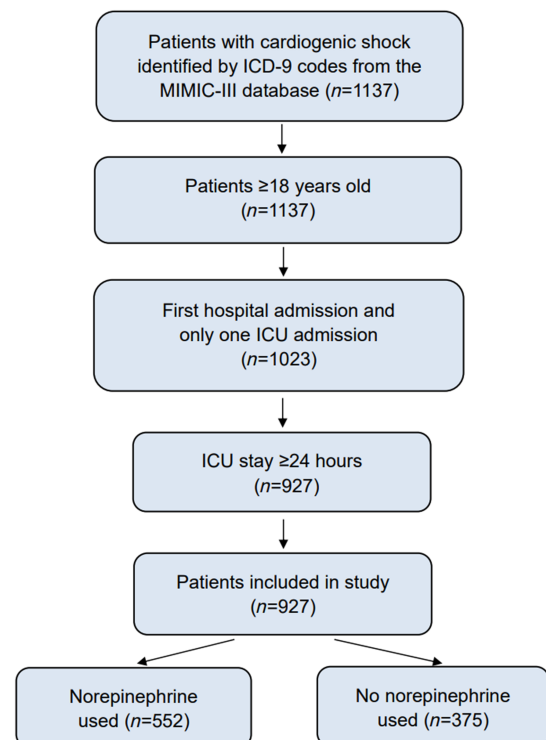 Patients with cardiogenic shock
identified by ICD-9 codes from the
MIMIC-III database (n=1137)
Patients ≥18 years old
(n=1137)
First hospital admission and
only one ICU admission
(n=1023)
ICU stay ≥24 hours
(n=927)
Patients included in study
(n=927)
Norepinephrine
used (n=552)
No norepinephrine
used (n=375)